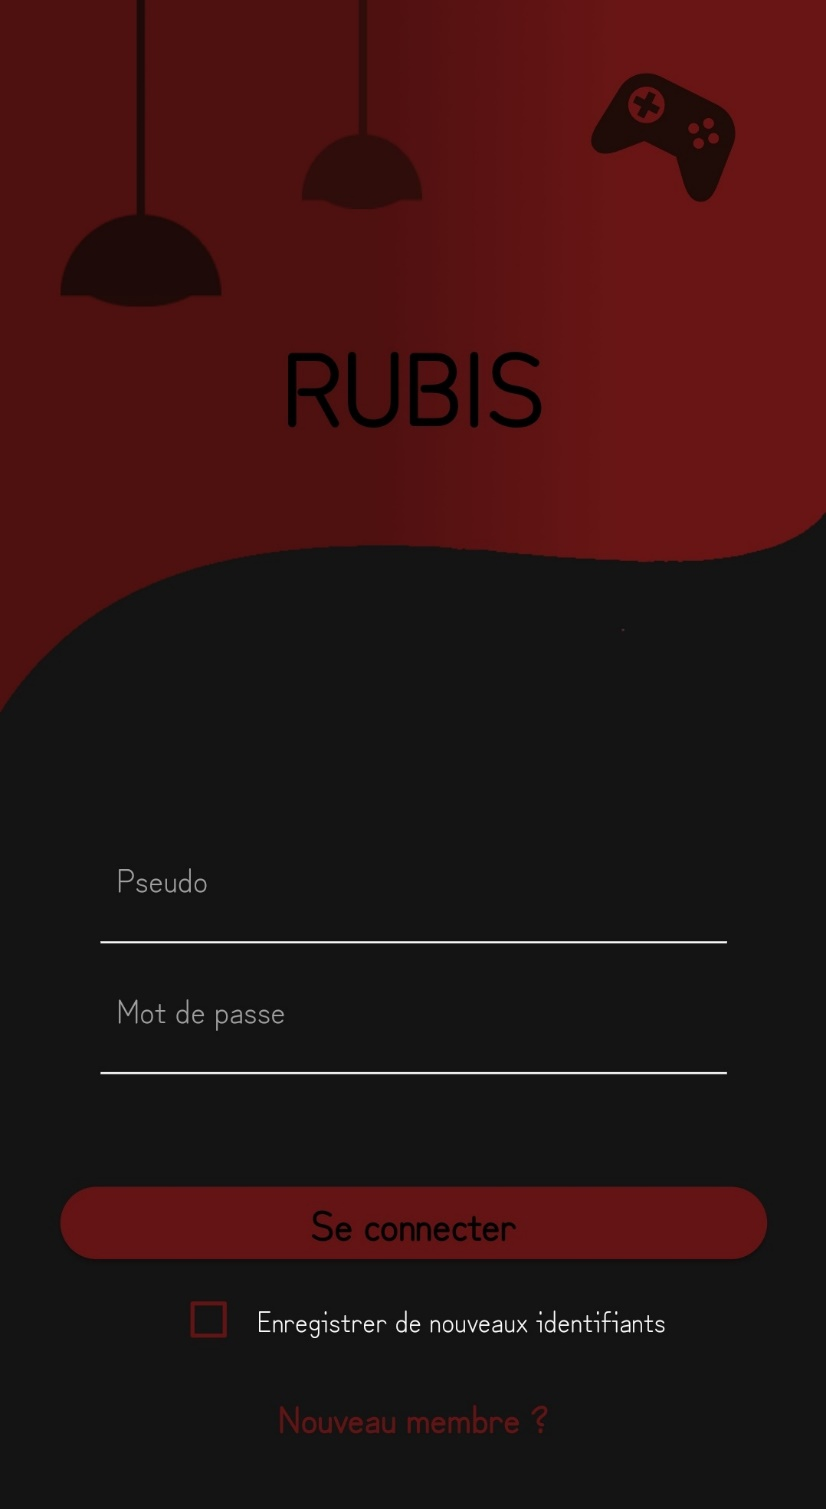 RUBIS
Pseudo
Mot de passe
Se connecter
Enregistrer de nouveaux identifiants
Nouveau membre ?